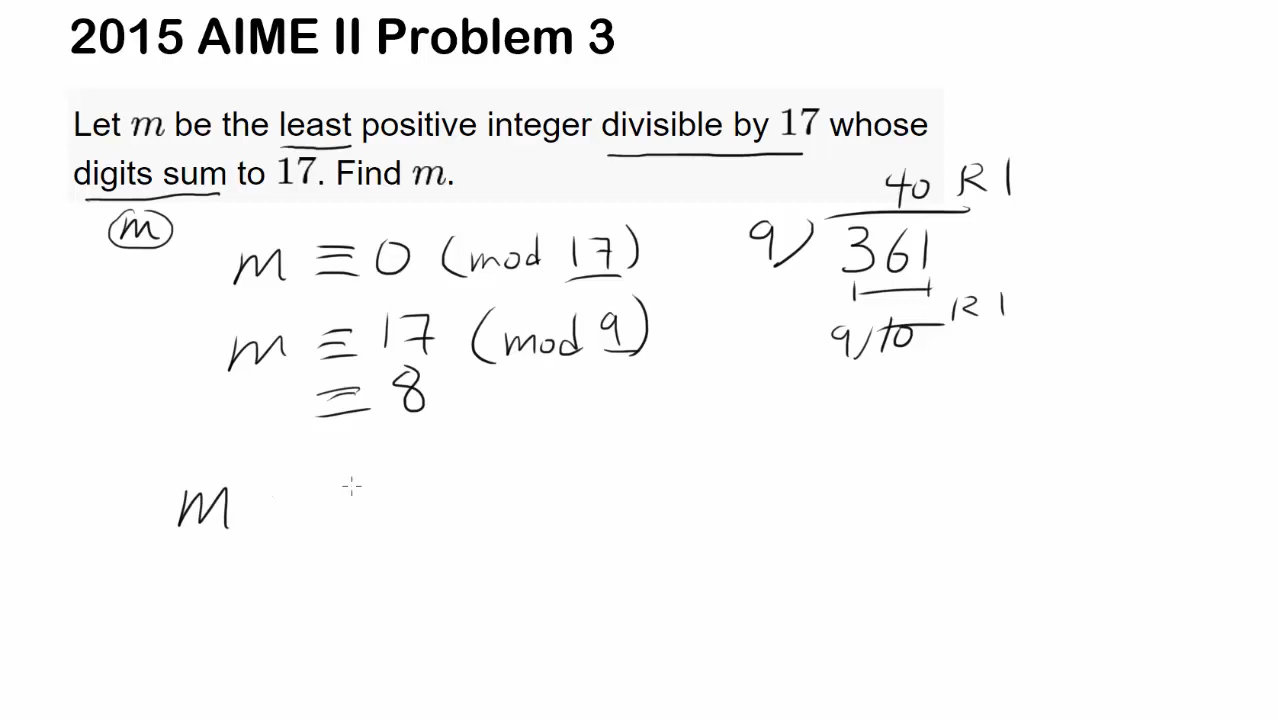 2015 AIME II Problem 3
Let m be the least positive integer divisible by 17 whose
digits sum to 17. Find m.
m
m ≡ 0 (mod 17)
m ≡ 17 (mod 9)
≡ 8
m
40 R 1
9)361
9)10 R 1